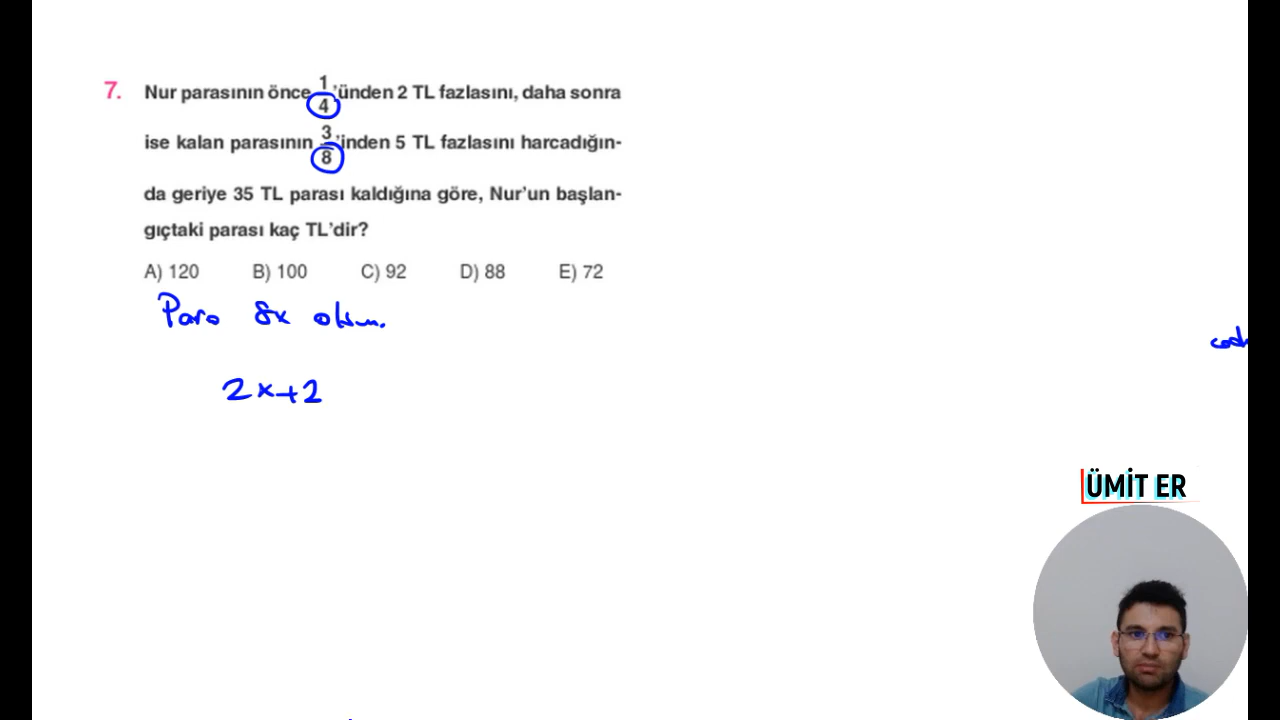 7. Nur parasının önce 1/4'ünden 2 TL fazlasını, daha sonra
ise kalan parasının 3/8'inden 5 TL fazlasını harcadığın-
da geriye 35 TL parası kaldığına göre, Nur'un başlan-
gıçtaki parası kaç TL'dir?
A) 120 B) 100 C) 92 D) 88 E) 72
Para 8x olsun.
2x+2
ÜMİT ER